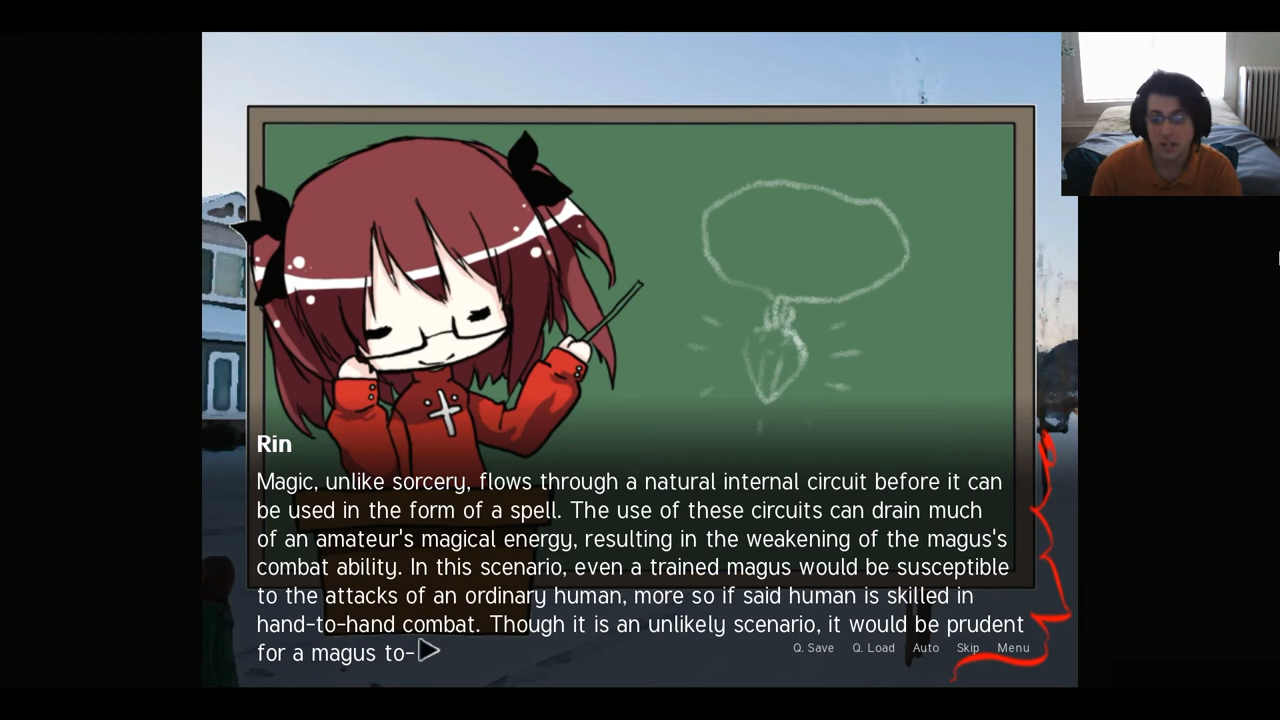 Rin
Magic, unlike sorcery, flows through a natural internal circuit before it can
be used in the form of a spell. The use of these circuits can drain much
of an amateur's magical energy, resulting in the weakening of the magus's
combat ability. In this scenario, even a trained magus would be susceptible
to the attacks of an ordinary human, more so if said human is skilled in
hand-to-hand combat. Though it is an unlikely scenario, it would be prudent
for a magus to-
Q. Save Q. Load Auto Skip Menu